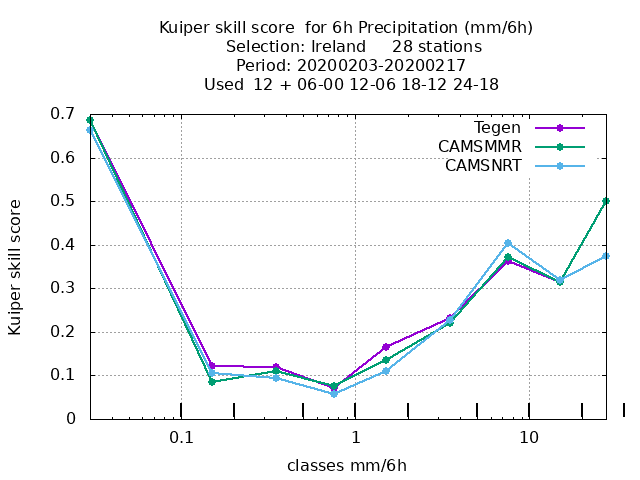 Kuiper skill score  for 6h Precipitation (mm/6h)
Selection: Ireland     28 stations
Period: 20200203-20200217
Used  12 + 06-00 12-06 18-12 24-18
Tegen
CAMSMMR
CAMSNRT
0.7
0.6
0.5
0.4
0.3
0.2
0.1
0
Kuiper skill score
0.1
1
10
classes mm/6h